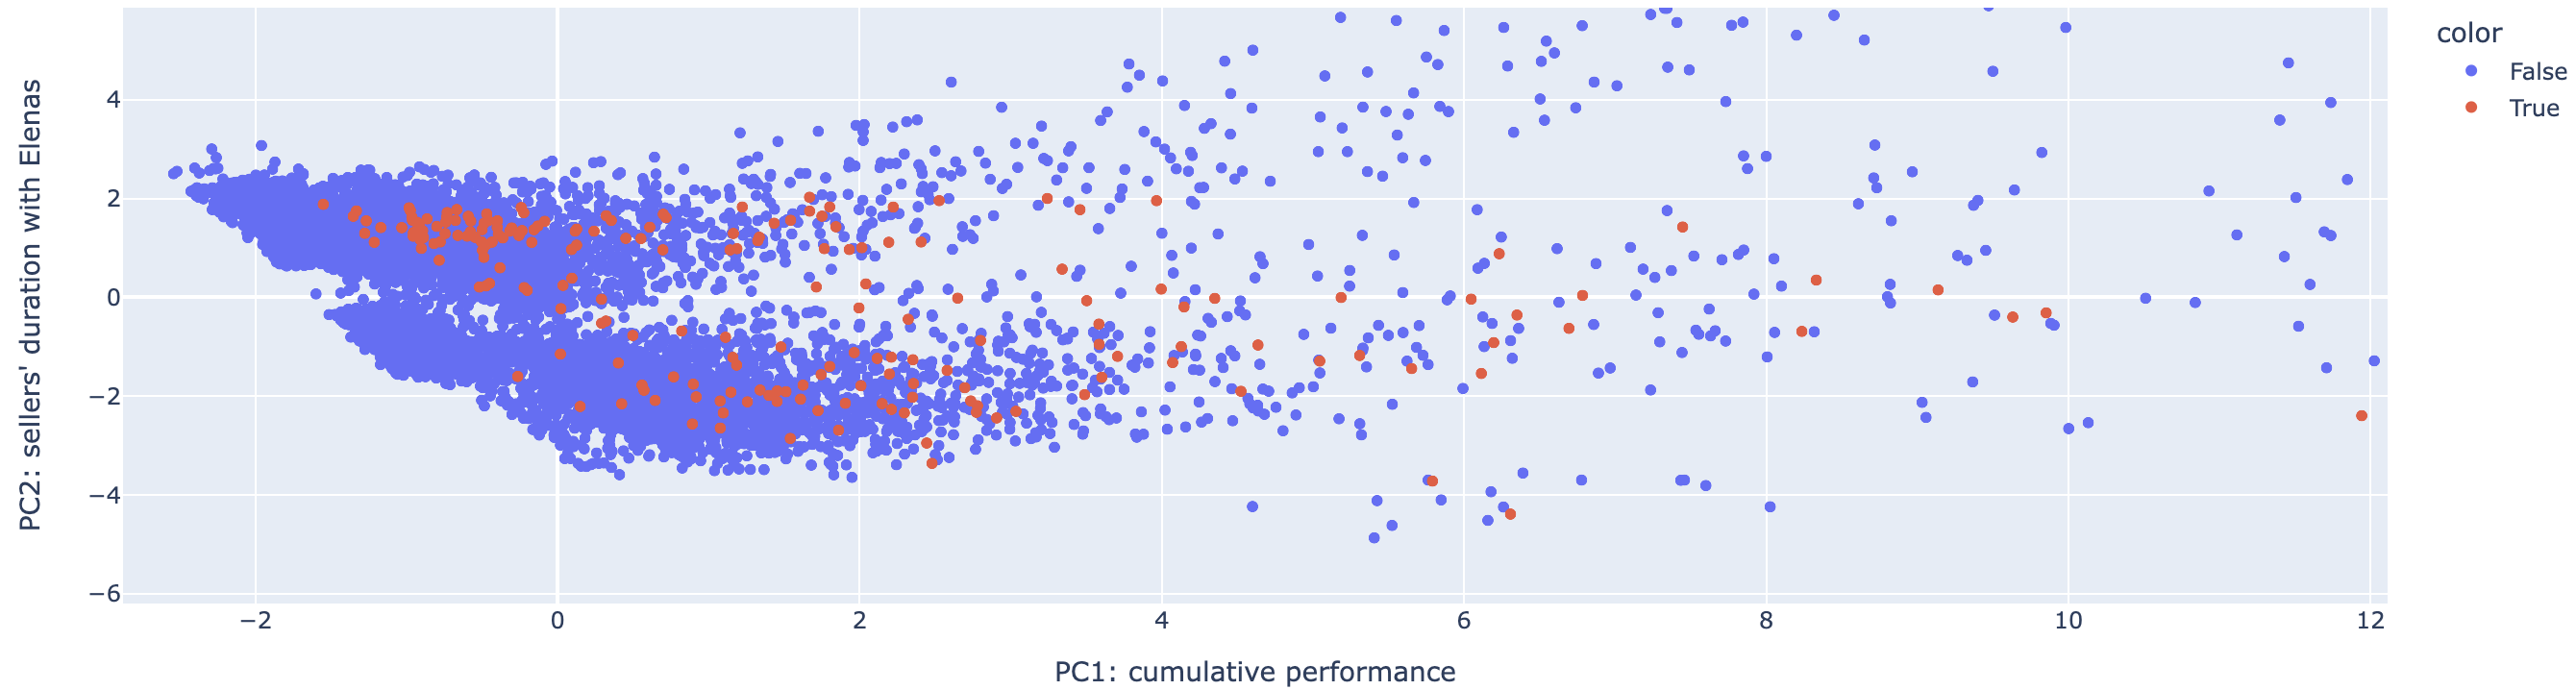 color
False
True
PC2: sellers' duration with Elenas
4
2
0
−2
−4
−6
−2
0
2
4
6
8
10
12
PC1: cumulative performance